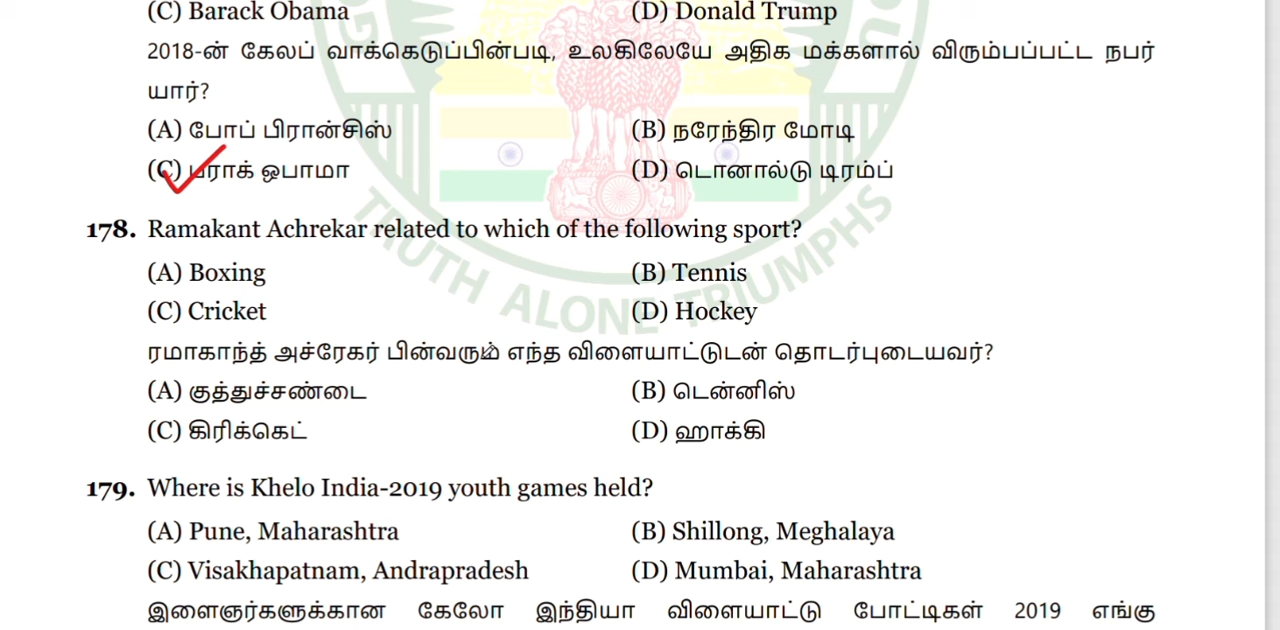 (C) Barack Obama (D) Donald Trump
2018-ன் கேலப் வாக்கெடுப்பின்படி, உலகிலேயே அதிக மக்களால் விரும்பப்பட்ட நபர்
யார்?
(A) போப் பிரான்சிஸ் (B) நரேந்திர மோடி
(C) பராக் ஒபாமா (D) டொனால்டு டிரம்ப்
178. Ramakant Achrekar related to which of the following sport?
(A) Boxing (B) Tennis
(C) Cricket (D) Hockey
ரமாகாந்த் அச்ரேகர் பின்வரும் எந்த விளையாட்டுடன் தொடர்புடையவர்?
(A) குத்துச்சண்டை (B) டென்னிஸ்
(C) கிரிக்கெட் (D) ஹாக்கி
179. Where is Khelo India-2019 youth games held?
(A) Pune, Maharashtra (B) Shillong, Meghalaya
(C) Visakhapatnam, Andrapradesh (D) Mumbai, Maharashtra
இளைஞர்களுக்கான கேலோ இந்தியா விளையாட்டு போட்டிகள் 2019 எங்கு
TRUTH ALONE TRIUMPHS